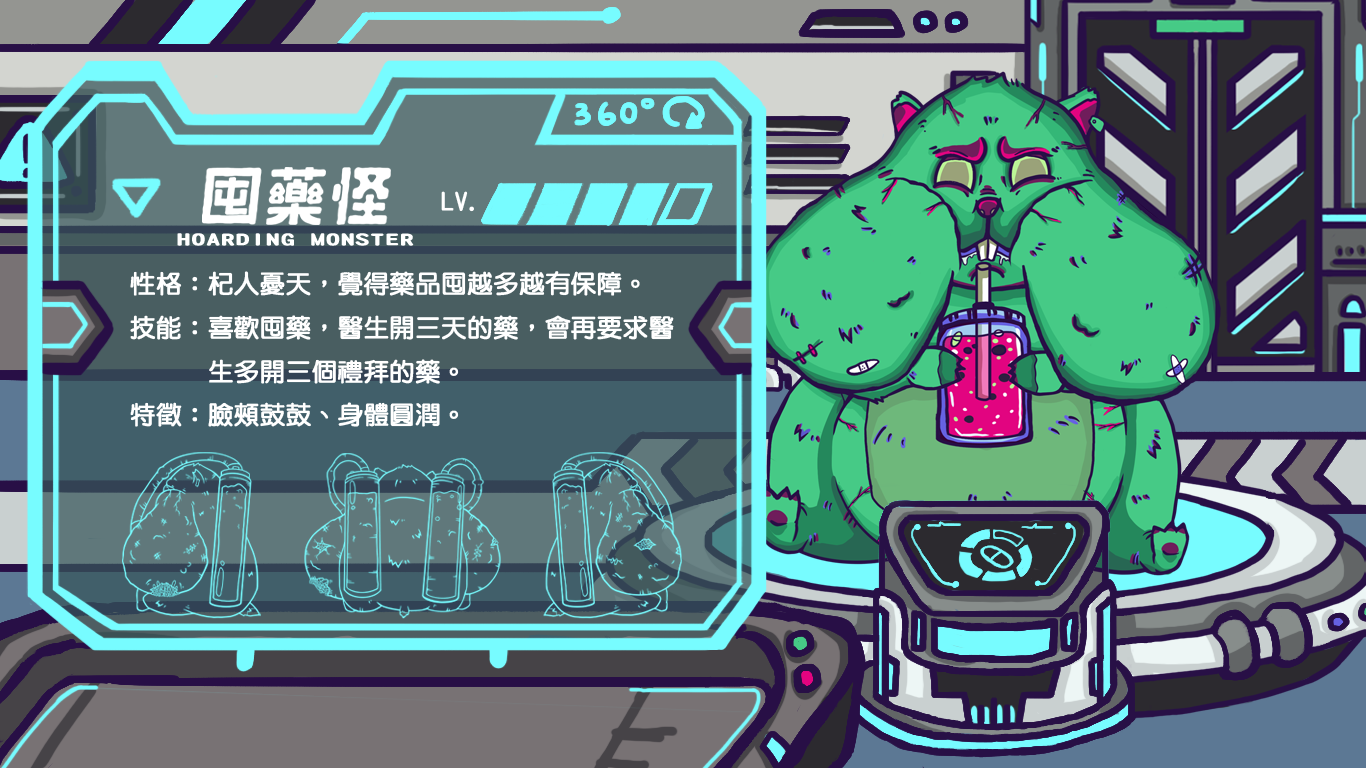 360°
囤藥怪
LV.
HOARDING MONSTER
性格：杞人憂天，覺得藥品囤越多越有保障。
技能：喜歡囤藥，醫生開三天的藥，會再要求醫
生多開三個禮拜的藥。
特徵：臉頰鼓鼓、身體圓潤。